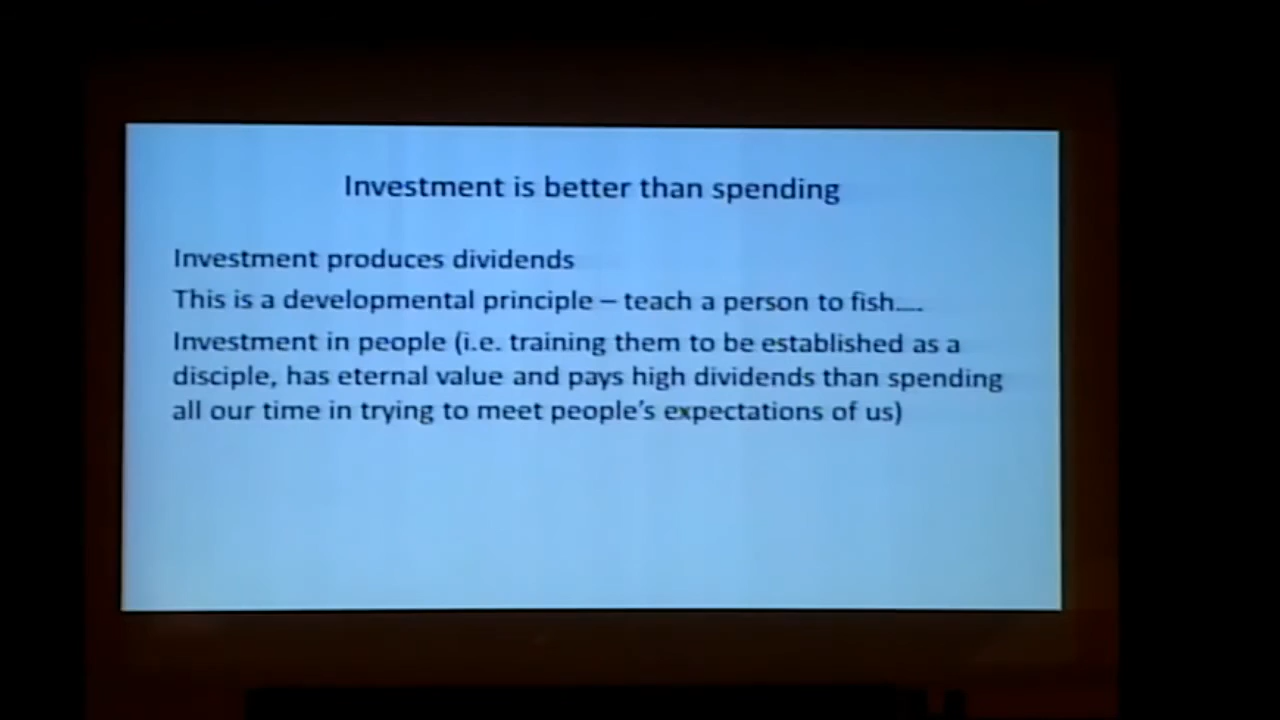 Investment is better than spending
Investment produces dividends
This is a developmental principle – teach a person to fish....
Investment in people (i.e. training them to be established as a
disciple, has eternal value and pays high dividends than spending
all our time in trying to meet people's expectations of us)